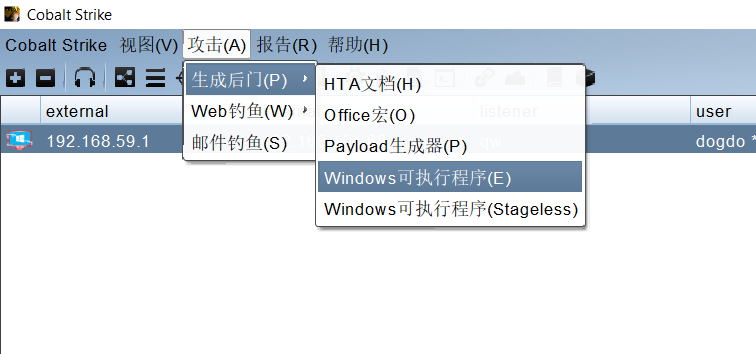 Cobalt Strike
Cobalt Strike 视图(V) 攻击(A) 报告(R) 帮助(H)
生成后门(P)
Web钓鱼(W)
邮件钓鱼(S)
HTA文档(H)
Office宏(O)
Payload生成器(P)
Windows可执行程序(E)
Windows可执行程序(Stageless)
external listener user
192.168.59.1 qw dogdo *